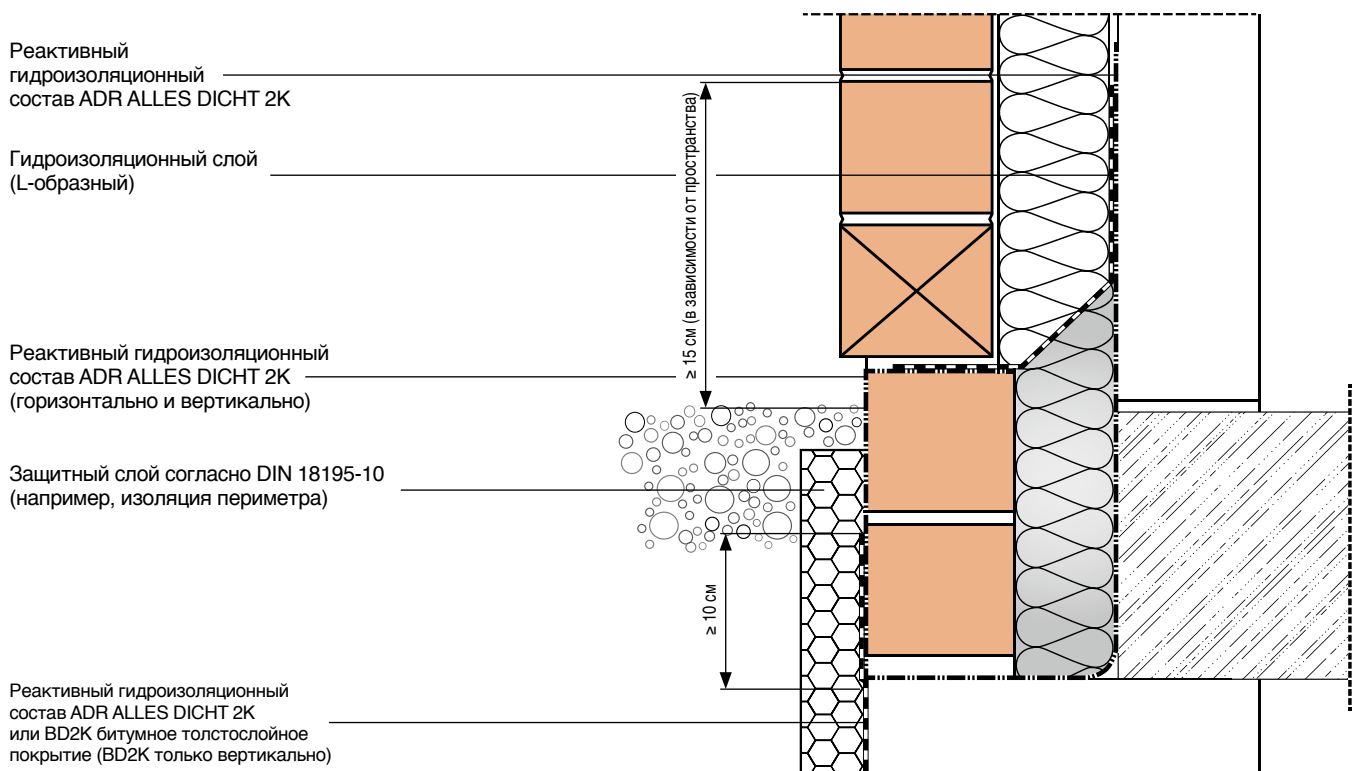 Реактивный
гидроизоляционный
состав ADR ALLES DICHT 2K
Гидроизоляционный слой
(L-образный)
≥ 15 см (в зависимости от пространства)
Реактивный гидроизоляционный
состав ADR ALLES DICHT 2K
(горизонтально и вертикально)
Защитный слой согласно DIN 18195-10
(например, изоляция периметра)
≥ 10 см
Реактивный гидроизоляционный
состав ADR ALLES DICHT 2K
или BD2K битумное толстослойное
покрытие (BD2K только вертикально)